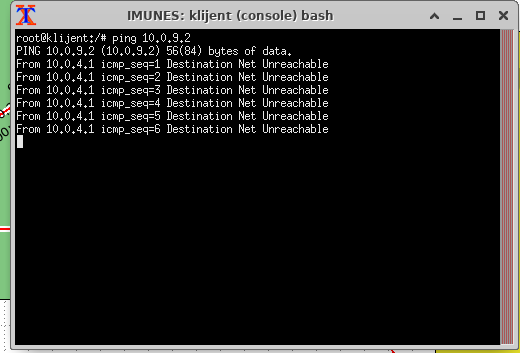 IMUNES: klijent (console) bash
root@klijent:/# ping 10.0.9.2
PING 10.0.9.2 (10.0.9.2) 56(84) bytes of data.
From 10.0.4.1 icmp_seq=1 Destination Net Unreachable
From 10.0.4.1 icmp_seq=2 Destination Net Unreachable
From 10.0.4.1 icmp_seq=3 Destination Net Unreachable
From 10.0.4.1 icmp_seq=4 Destination Net Unreachable
From 10.0.4.1 icmp_seq=5 Destination Net Unreachable
From 10.0.4.1 icmp_seq=6 Destination Net Unreachable